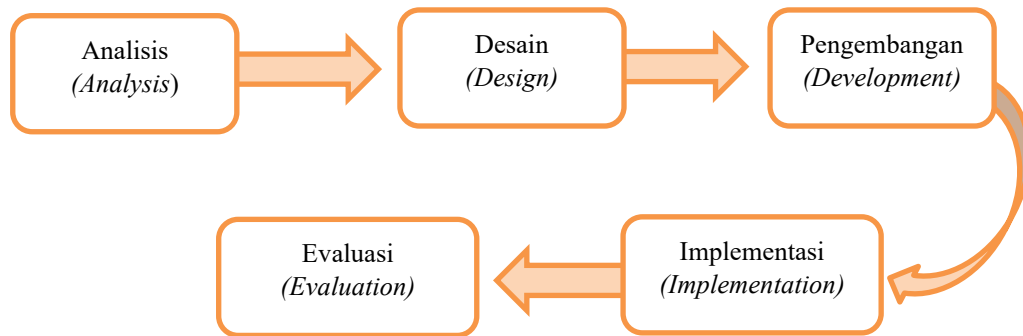 Analisis
(Analysis)
Desain
(Design)
Pengembangan
(Development)
Implementasi
(Implementation)
Evaluasi
(Evaluation)